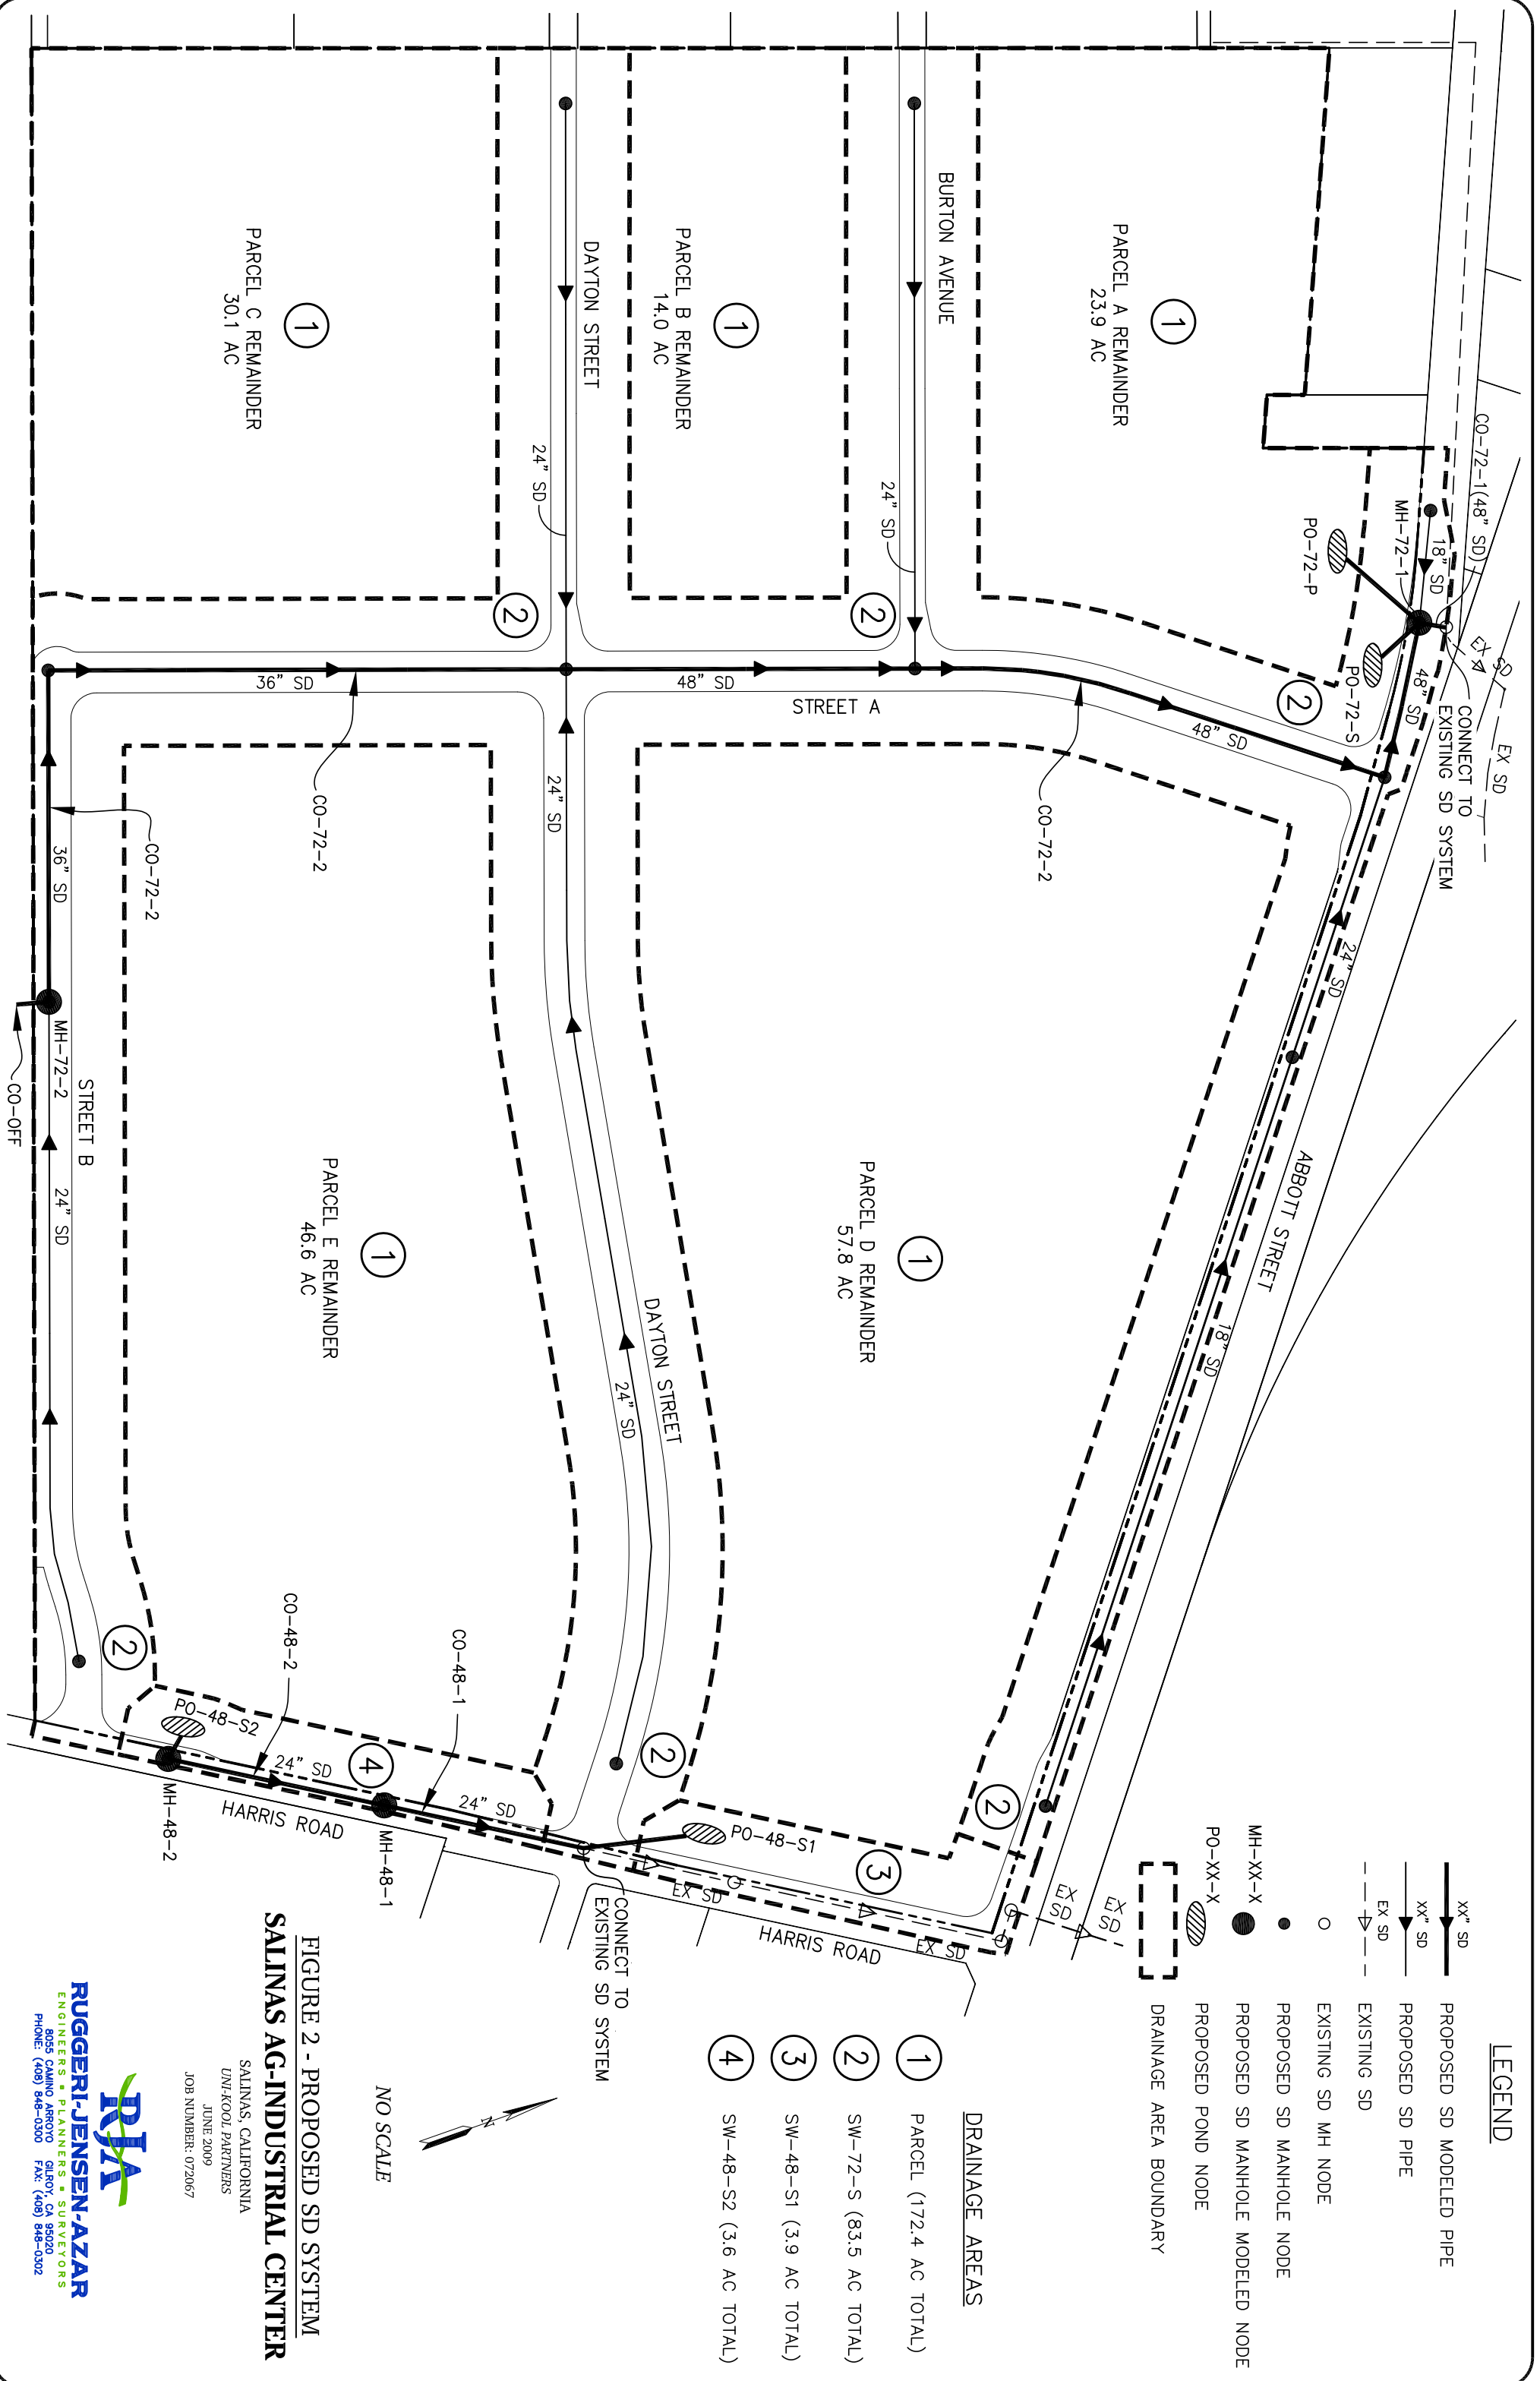 CO-72-1(48" SD)
EX SD
EX SD
CONNECT TO
EXISTING SD SYSTEM
MH-72-1
18" SD
48" SD
PO-72-P
PO-72-S
PARCEL A REMAINDER
23.9 AC
1
2
48" SD
CO-72-2
24" SD
ABBOTT STREET
18" SD
BURTON AVENUE
24" SD
2
STREET A
48" SD
PARCEL B REMAINDER
14.0 AC
1
PARCEL D REMAINDER
57.8 AC
1
DAYTON STREET
24" SD
2
24" SD
DAYTON STREET
24" SD
2
PARCEL C REMAINDER
30.1 AC
1
36" SD
CO-72-2
PARCEL E REMAINDER
46.6 AC
1
CO-72-2
36" SD
MH-72-2
CO-OFF
STREET B
24" SD
2
CO-48-2
CO-48-1
PO-48-S2
24" SD
4
24" SD
MH-48-2
MH-48-1
HARRIS ROAD
PO-48-S1
3
2
EX SD
HARRIS ROAD
EX SD
EX
SD
EX
SD
CONNECT TO
EXISTING SD SYSTEM
LEGEND
XX" SD
PROPOSED SD MODELED PIPE
XX" SD
PROPOSED SD PIPE
EX SD
EXISTING SD
EXISTING SD MH NODE
PROPOSED SD MANHOLE NODE
MH-XX-X
PROPOSED SD MANHOLE MODELED NODE
PO-XX-X
PROPOSED POND NODE
DRAINAGE AREA BOUNDARY
DRAINAGE AREAS
1 PARCEL (172.4 AC TOTAL)
2 SW-72-S (83.5 AC TOTAL)
3 SW-48-S1 (3.9 AC TOTAL)
4 SW-48-S2 (3.6 AC TOTAL)
N
NO SCALE
FIGURE 2 - PROPOSED SD SYSTEM
SALINAS AG-INDUSTRIAL CENTER
SALINAS, CALIFORNIA
UNI-KOOL PARTNERS
JUNE 2009
JOB NUMBER: 072067
RJA
RUGGERI-JENSEN-AZAR
ENGINEERS ▪ PLANNERS ▪ SURVEYORS
8055 CAMINO ARROYO GILROY, CA 95020
PHONE: (408) 848-0300 FAX: (408) 848-0302